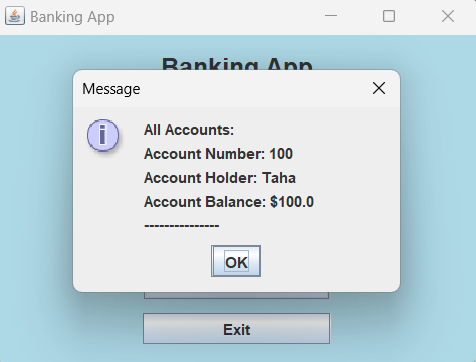 Banking App
Banking App
Message
All Accounts:
Account Number: 100
Account Holder: Taha
Account Balance: $100.0
---------------
OK
Exit